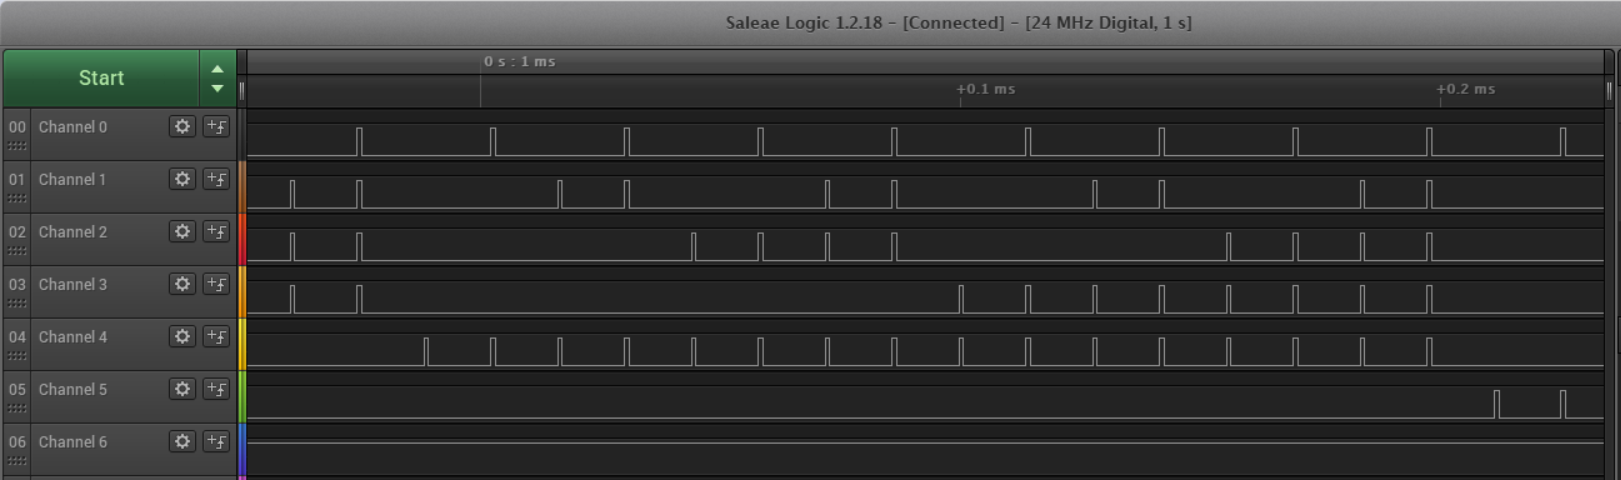 Saleae Logic 1.2.18 - [Connected] - [24 MHz Digital, 1 s]
Start
0 s : 1 ms
+0.1 ms
+0.2 ms
00 Channel 0
01 Channel 1
02 Channel 2
03 Channel 3
04 Channel 4
05 Channel 5
06 Channel 6